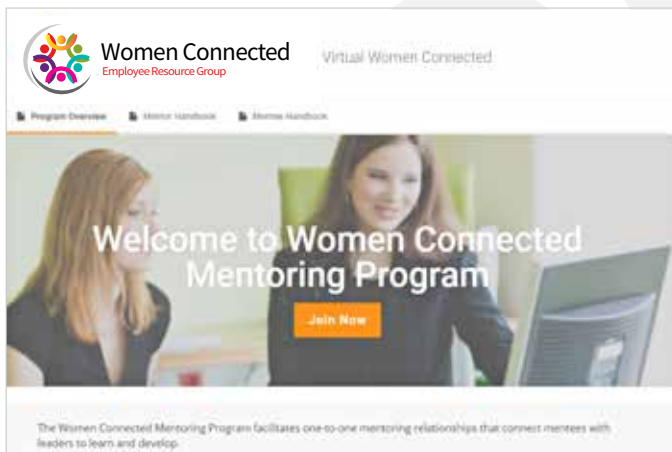 Women Connected
Employee Resource Group
Virtual Women Connected
Program Overview
Mentor Handbook
Mentee Handbook
Welcome to Women Connected
Mentoring Program
Join Now
The Women Connected Mentoring Program facilitates one-to-one mentoring relationships that connect mentees with
leaders to learn and develop.